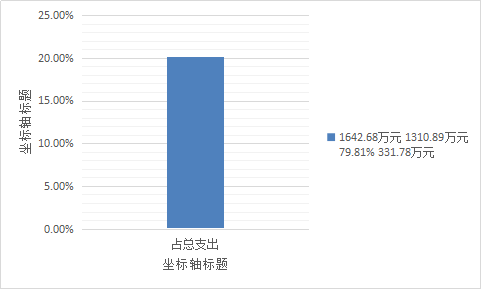 25.00%
20.00%
15.00%
10.00%
5.00%
0.00%
坐标轴标题
占总支出
坐标轴标题
1642.68万元 1310.89万元
79.81% 331.78万元